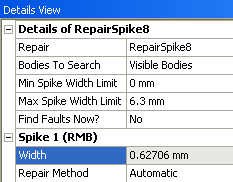 Details View
Details of RepairSpike8
Repair RepairSpike8
Bodies To Search Visible Bodies
Min Spike Width Limit 0 mm
Max Spike Width Limit 6.3 mm
Find Faults Now? No
Spike 1 (RMB)
Width 0.62706 mm
Repair Method Automatic